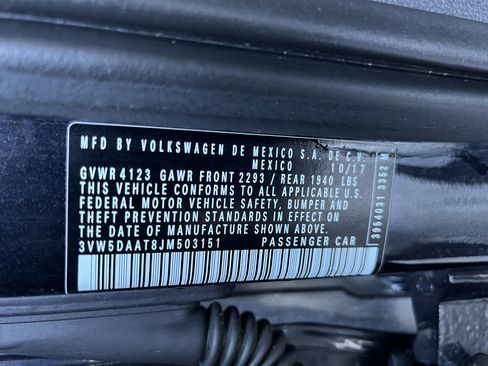 MFD BY VOLKSWAGEN DE MEXICO S.A. DE C.V.
MEXICO 10/17
GVWR 4123 GAWR FRONT 2293 / REAR 1940 LBS
THIS VEHICLE CONFORMS TO ALL APPLICABLE U.S.
FEDERAL MOTOR VEHICLE SAFETY, BUMPER, AND
THEFT PREVENTION STANDARDS IN EFFECT ON
THE DATE OF MANUFACTURE SHOWN ABOVE.
3VW5DAAT8JM503151 PASSENGER CAR
3954031 3352 M